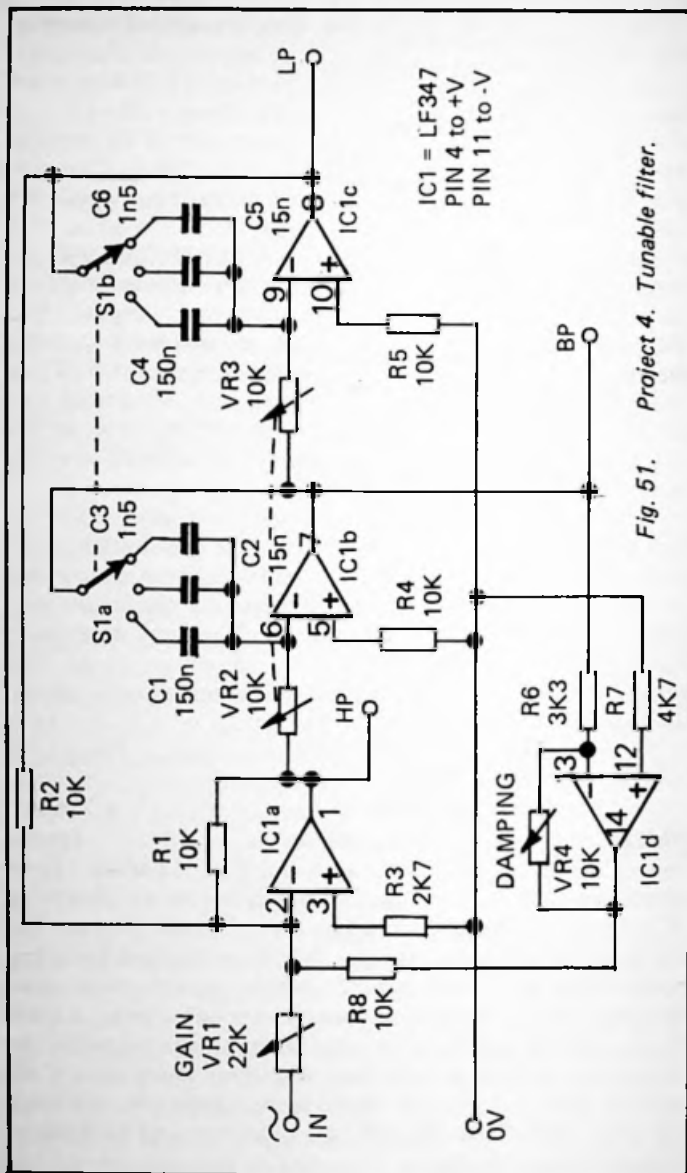 R2
10K
S1a
C3
1n5
C1
150n
C2
15n
S1b
C6
1n5
C4
150n
C5
15n
LP
GAIN
VR1
22K
IN
R1
10K
2
3
1
IC1a
HP
R3
2K7
R8
10K
VR2
10K
6
5
7
IC1b
R4
10K
VR3
10K
9
10
8
IC1c
R5
10K
IC1 = LF347
PIN 4 to +V
PIN 11 to -V
0V
DAMPING
VR4
10K
13
12
14
IC1d
R6
3K3
R7
4K7
BP
Fig. 51. Project 4. Tunable filter.